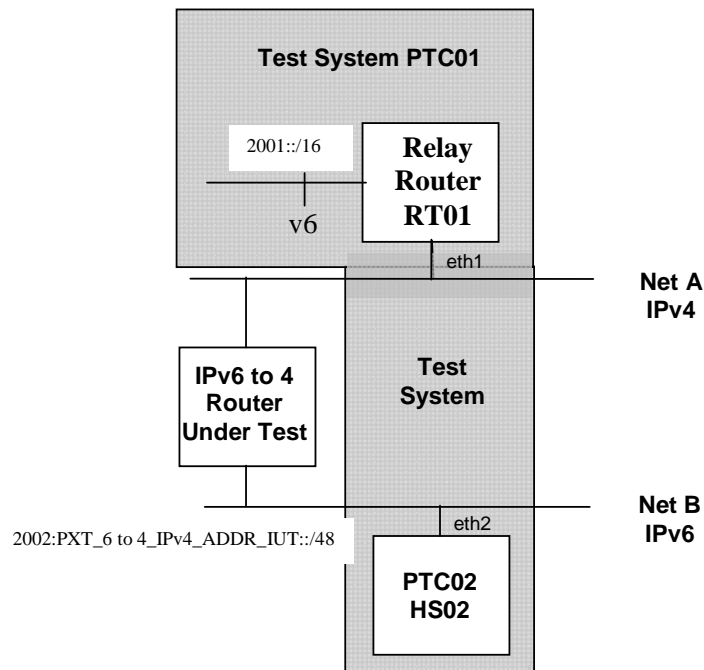 Test System PTC01
2001::/16
Relay
Router
RT01
v6
eth1
Net A
IPv4
IPv6 to 4
Router
Under Test
Test
System
Net B
IPv6
eth2
2002:PXT_6 to 4_IPv4_ADDR_IUT::/48
PTC02
HS02